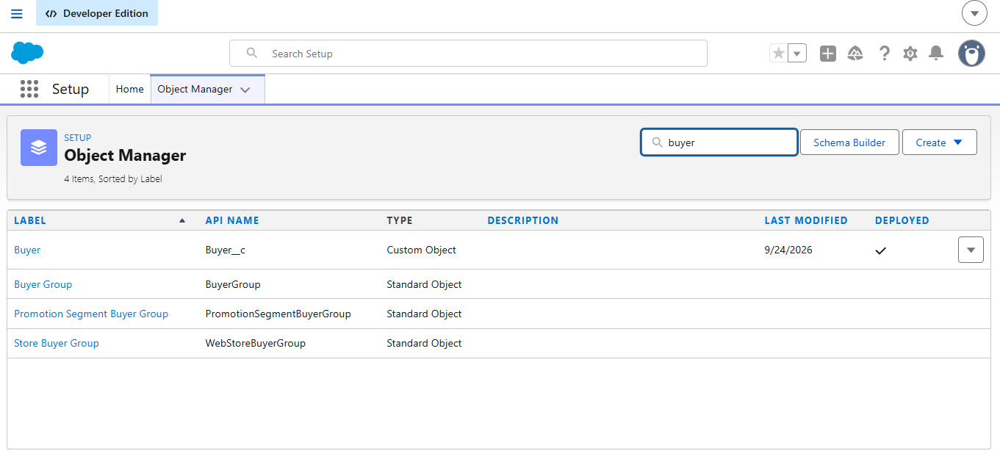 Developer Edition
Search Setup
Setup Home Object Manager
SETUP
Object Manager
4 Items, Sorted by Label
buyer
Schema Builder
Create
LABEL API NAME TYPE DESCRIPTION LAST MODIFIED DEPLOYED
Buyer Buyer__c Custom Object 9/24/2026
Buyer Group BuyerGroup Standard Object
Promotion Segment Buyer Group PromotionSegmentBuyerGroup Standard Object
Store Buyer Group WebStoreBuyerGroup Standard Object